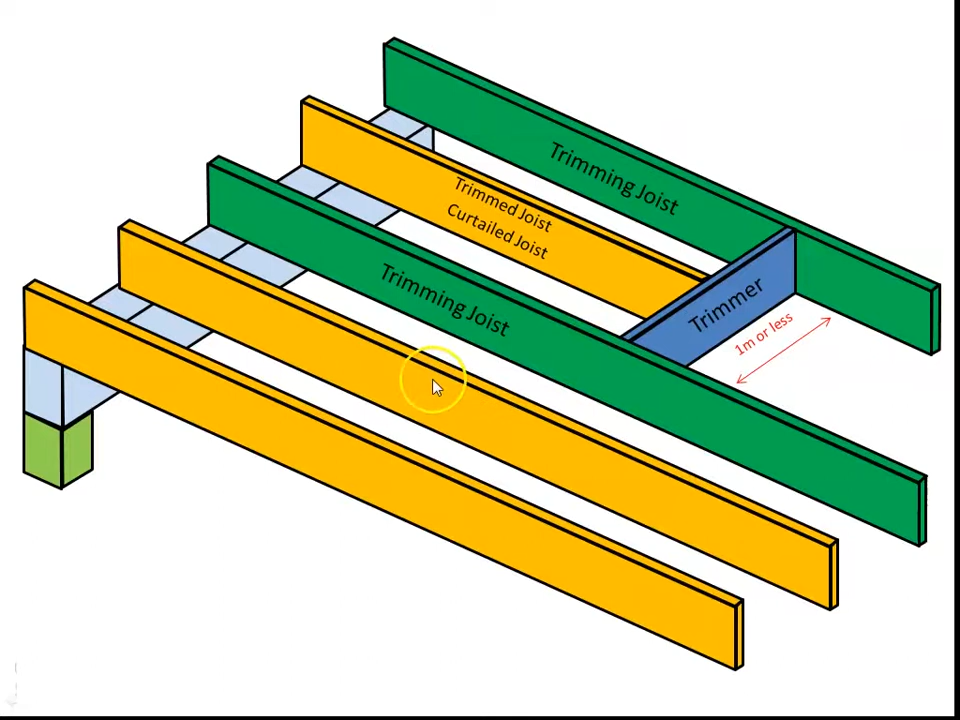 Trimming Joist
Trimmed Joist
Curtailed Joist
Trimming Joist
Trimmer
1m or less